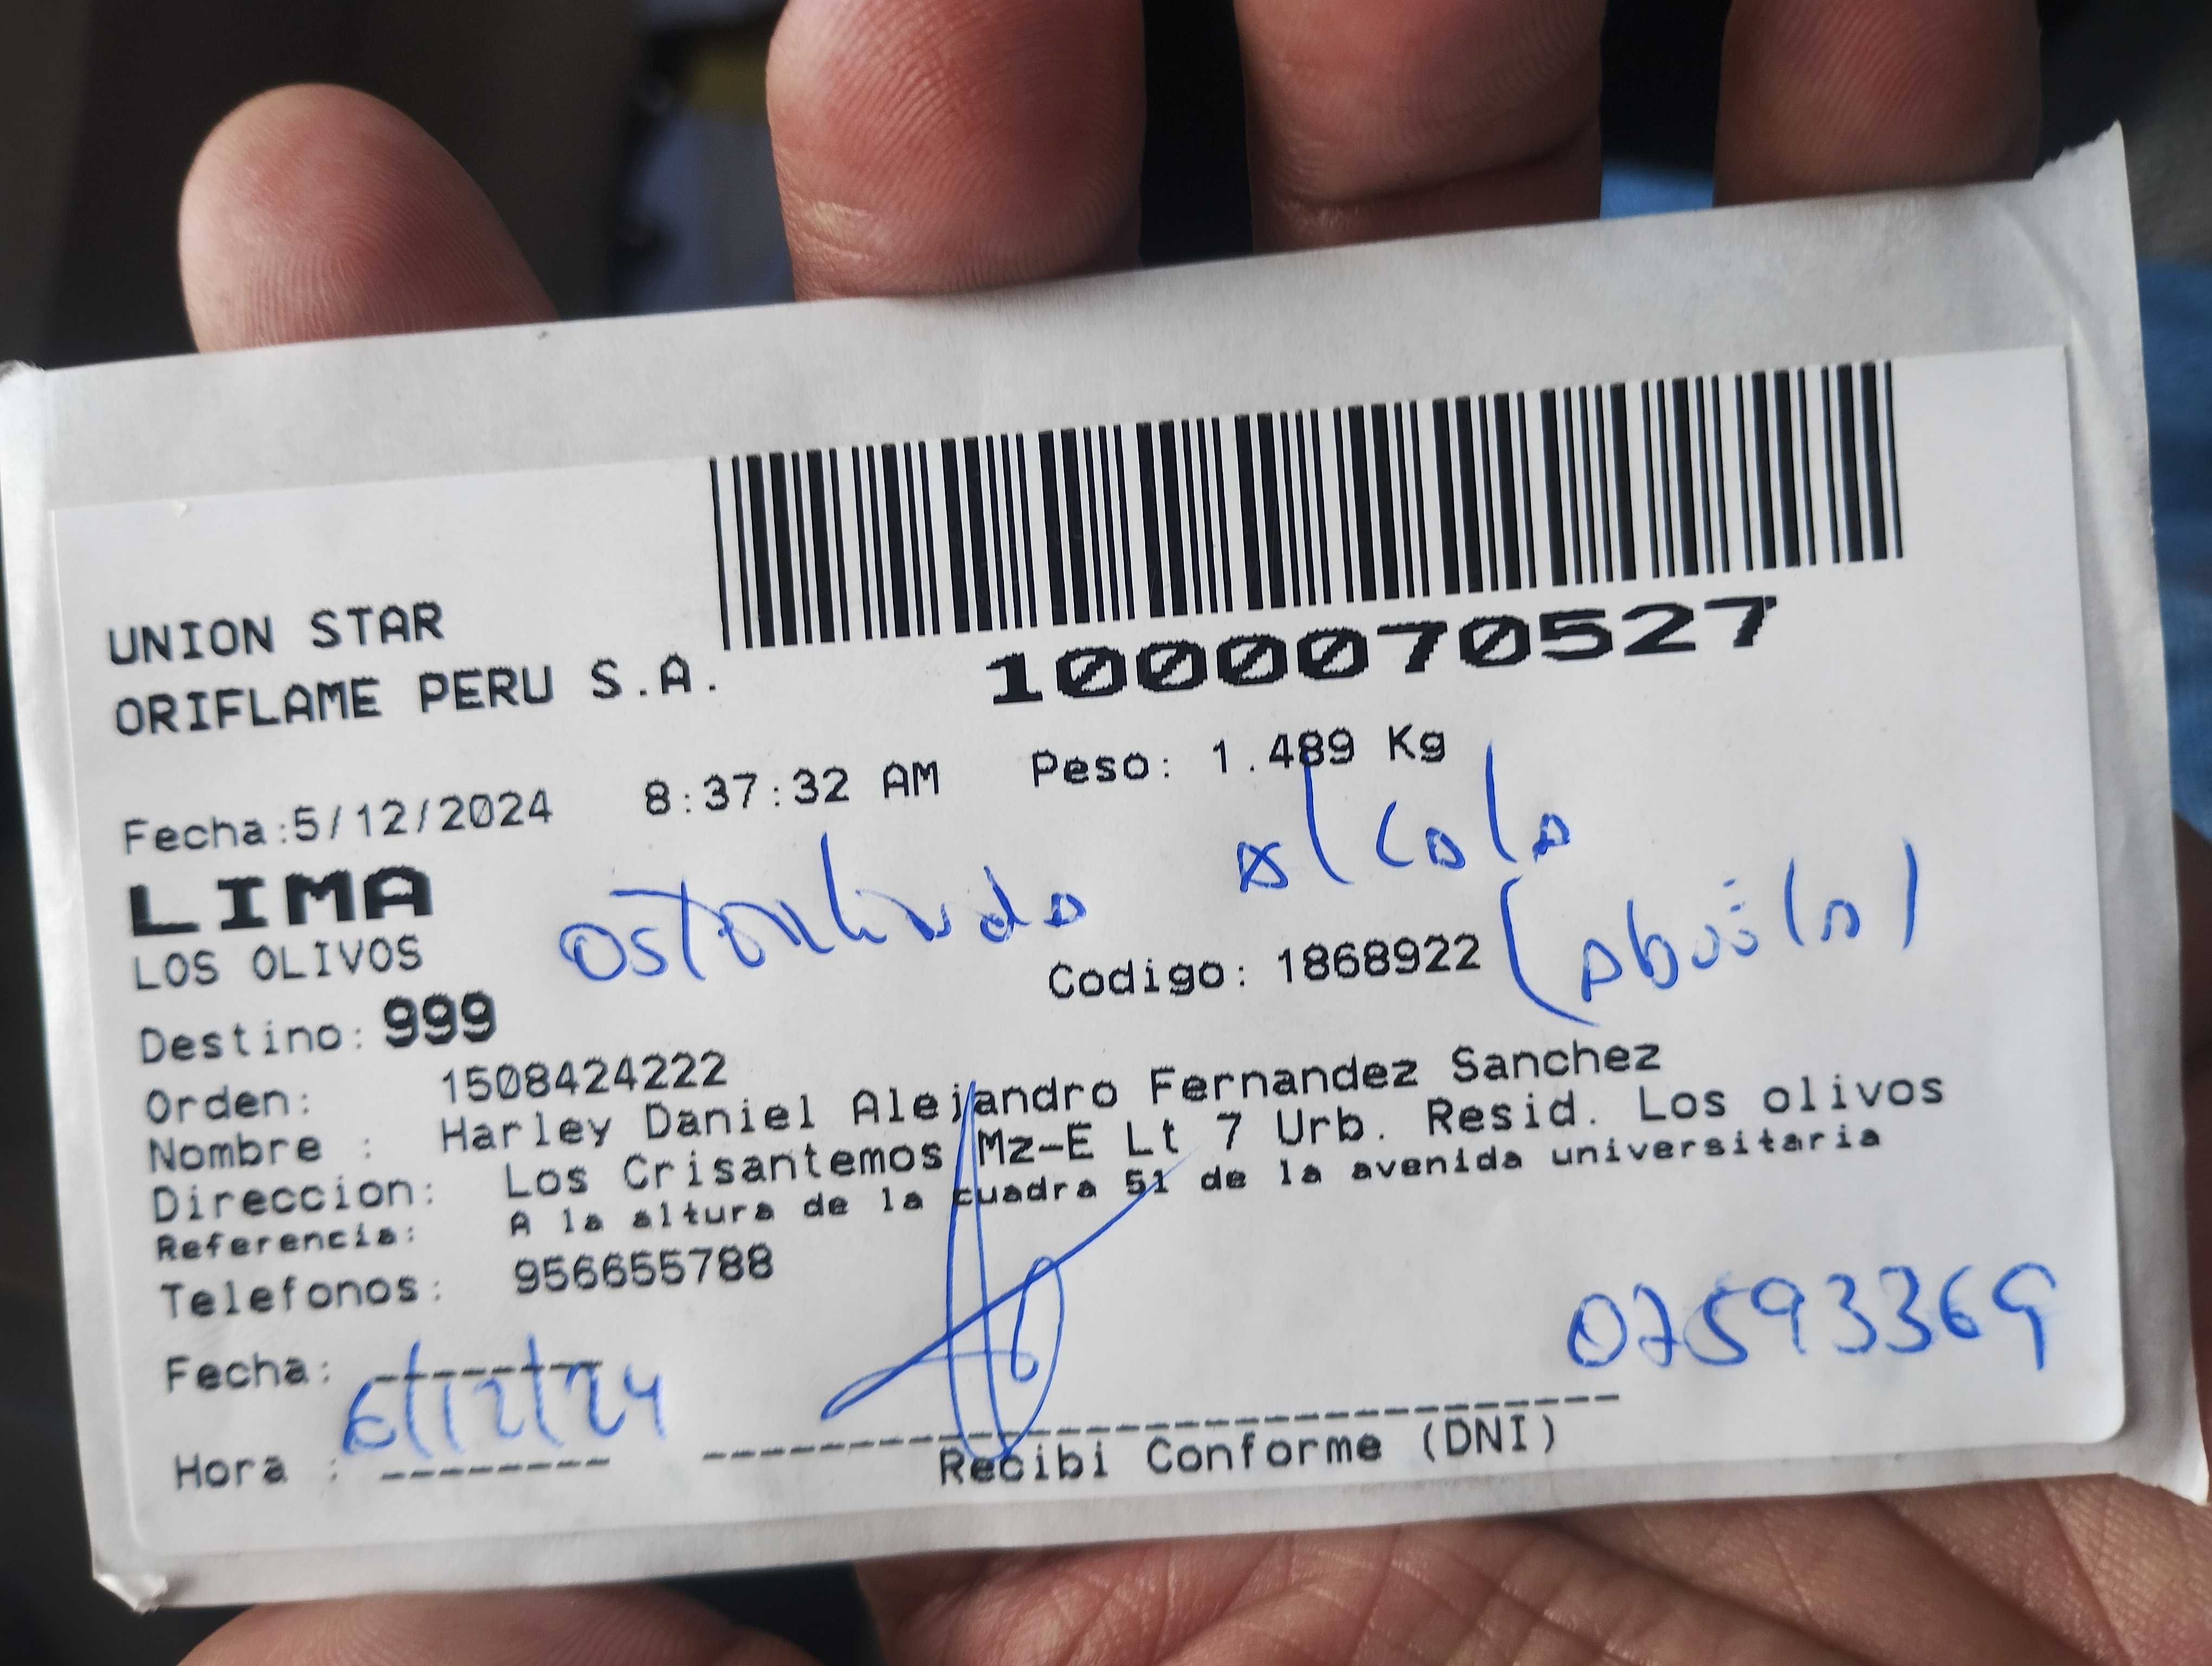 1000070527
UNION STAR
ORIFLAME PERU S.A.
Fecha:5/12/2024 8:37:32 AM Peso: 1.489 Kg
LIMA
Alcala
LOS OLIVOS
Codigo: 1868922 (abuila)
Destino: 999
Orden: 1508424222
Nombre : Harley Daniel Alejandro Fernandez Sanchez
Direccion: Los Crisantemos Mz-E Lt 7 Urb. Resid. Los olivos
Referencia: A la altura de la cuadra 51 de la avenida universitaria
Telefonos: 956655788
07593369
Fecha: 6/12/24
Hora :
Recibi Conforme (DNI)